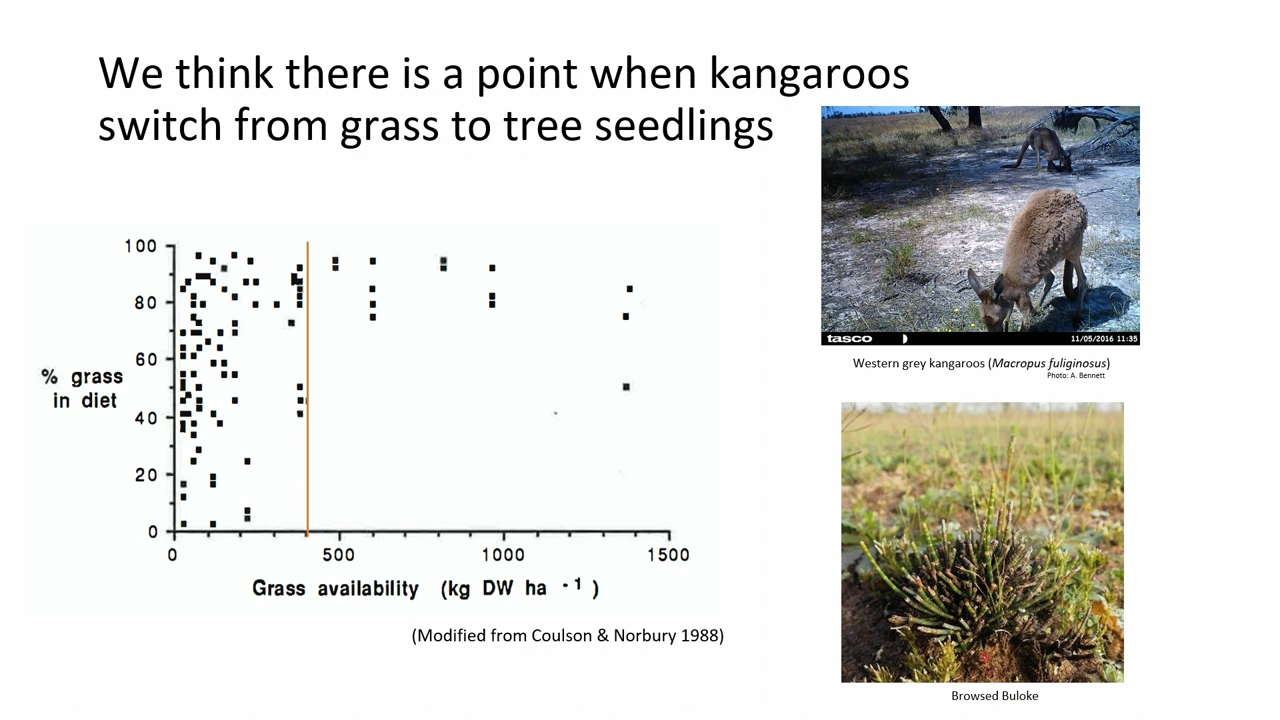 We think there is a point when kangaroos
switch from grass to tree seedlings
100
80
60
40
20
0
% grass
in diet
0
500
1000
1500
Grass availability (kg DW ha -1 )
(Modified from Coulson & Norbury 1988)
tasco
11/05/2016 11:35
Western grey kangaroos (Macropus fuliginosus)
Photo: A. Bennett
Browsed Buloke